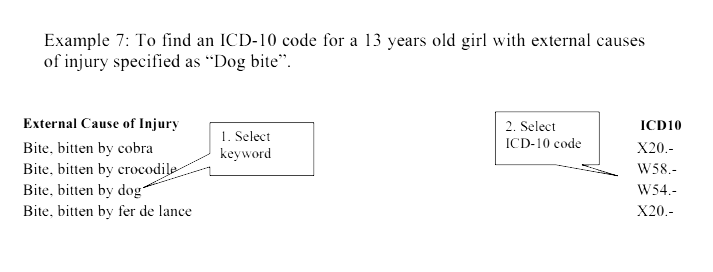 Example 7: To find an ICD-10 code for a 13 years old girl with external causes
of injury specified as “Dog bite”.
External Cause of Injury
1. Select
keyword
2. Select
ICD-10 code
ICD10
Bite, bitten by cobra X20.-
Bite, bitten by crocodile W58.-
Bite, bitten by dog W54.-
Bite, bitten by fer de lance X20.-